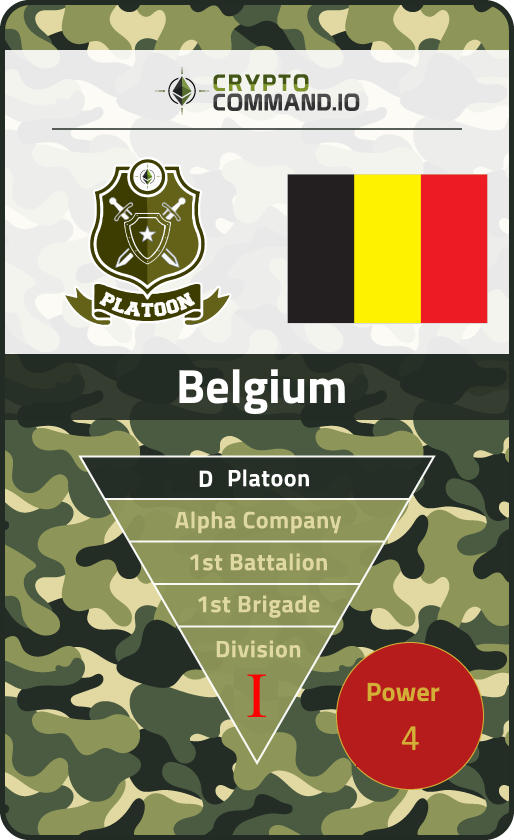 CRYPTO
COMMAND.IO
PLATOON
Belgium
D Platoon
Alpha Company
1st Battalion
1st Brigade
Division
I
Power
4